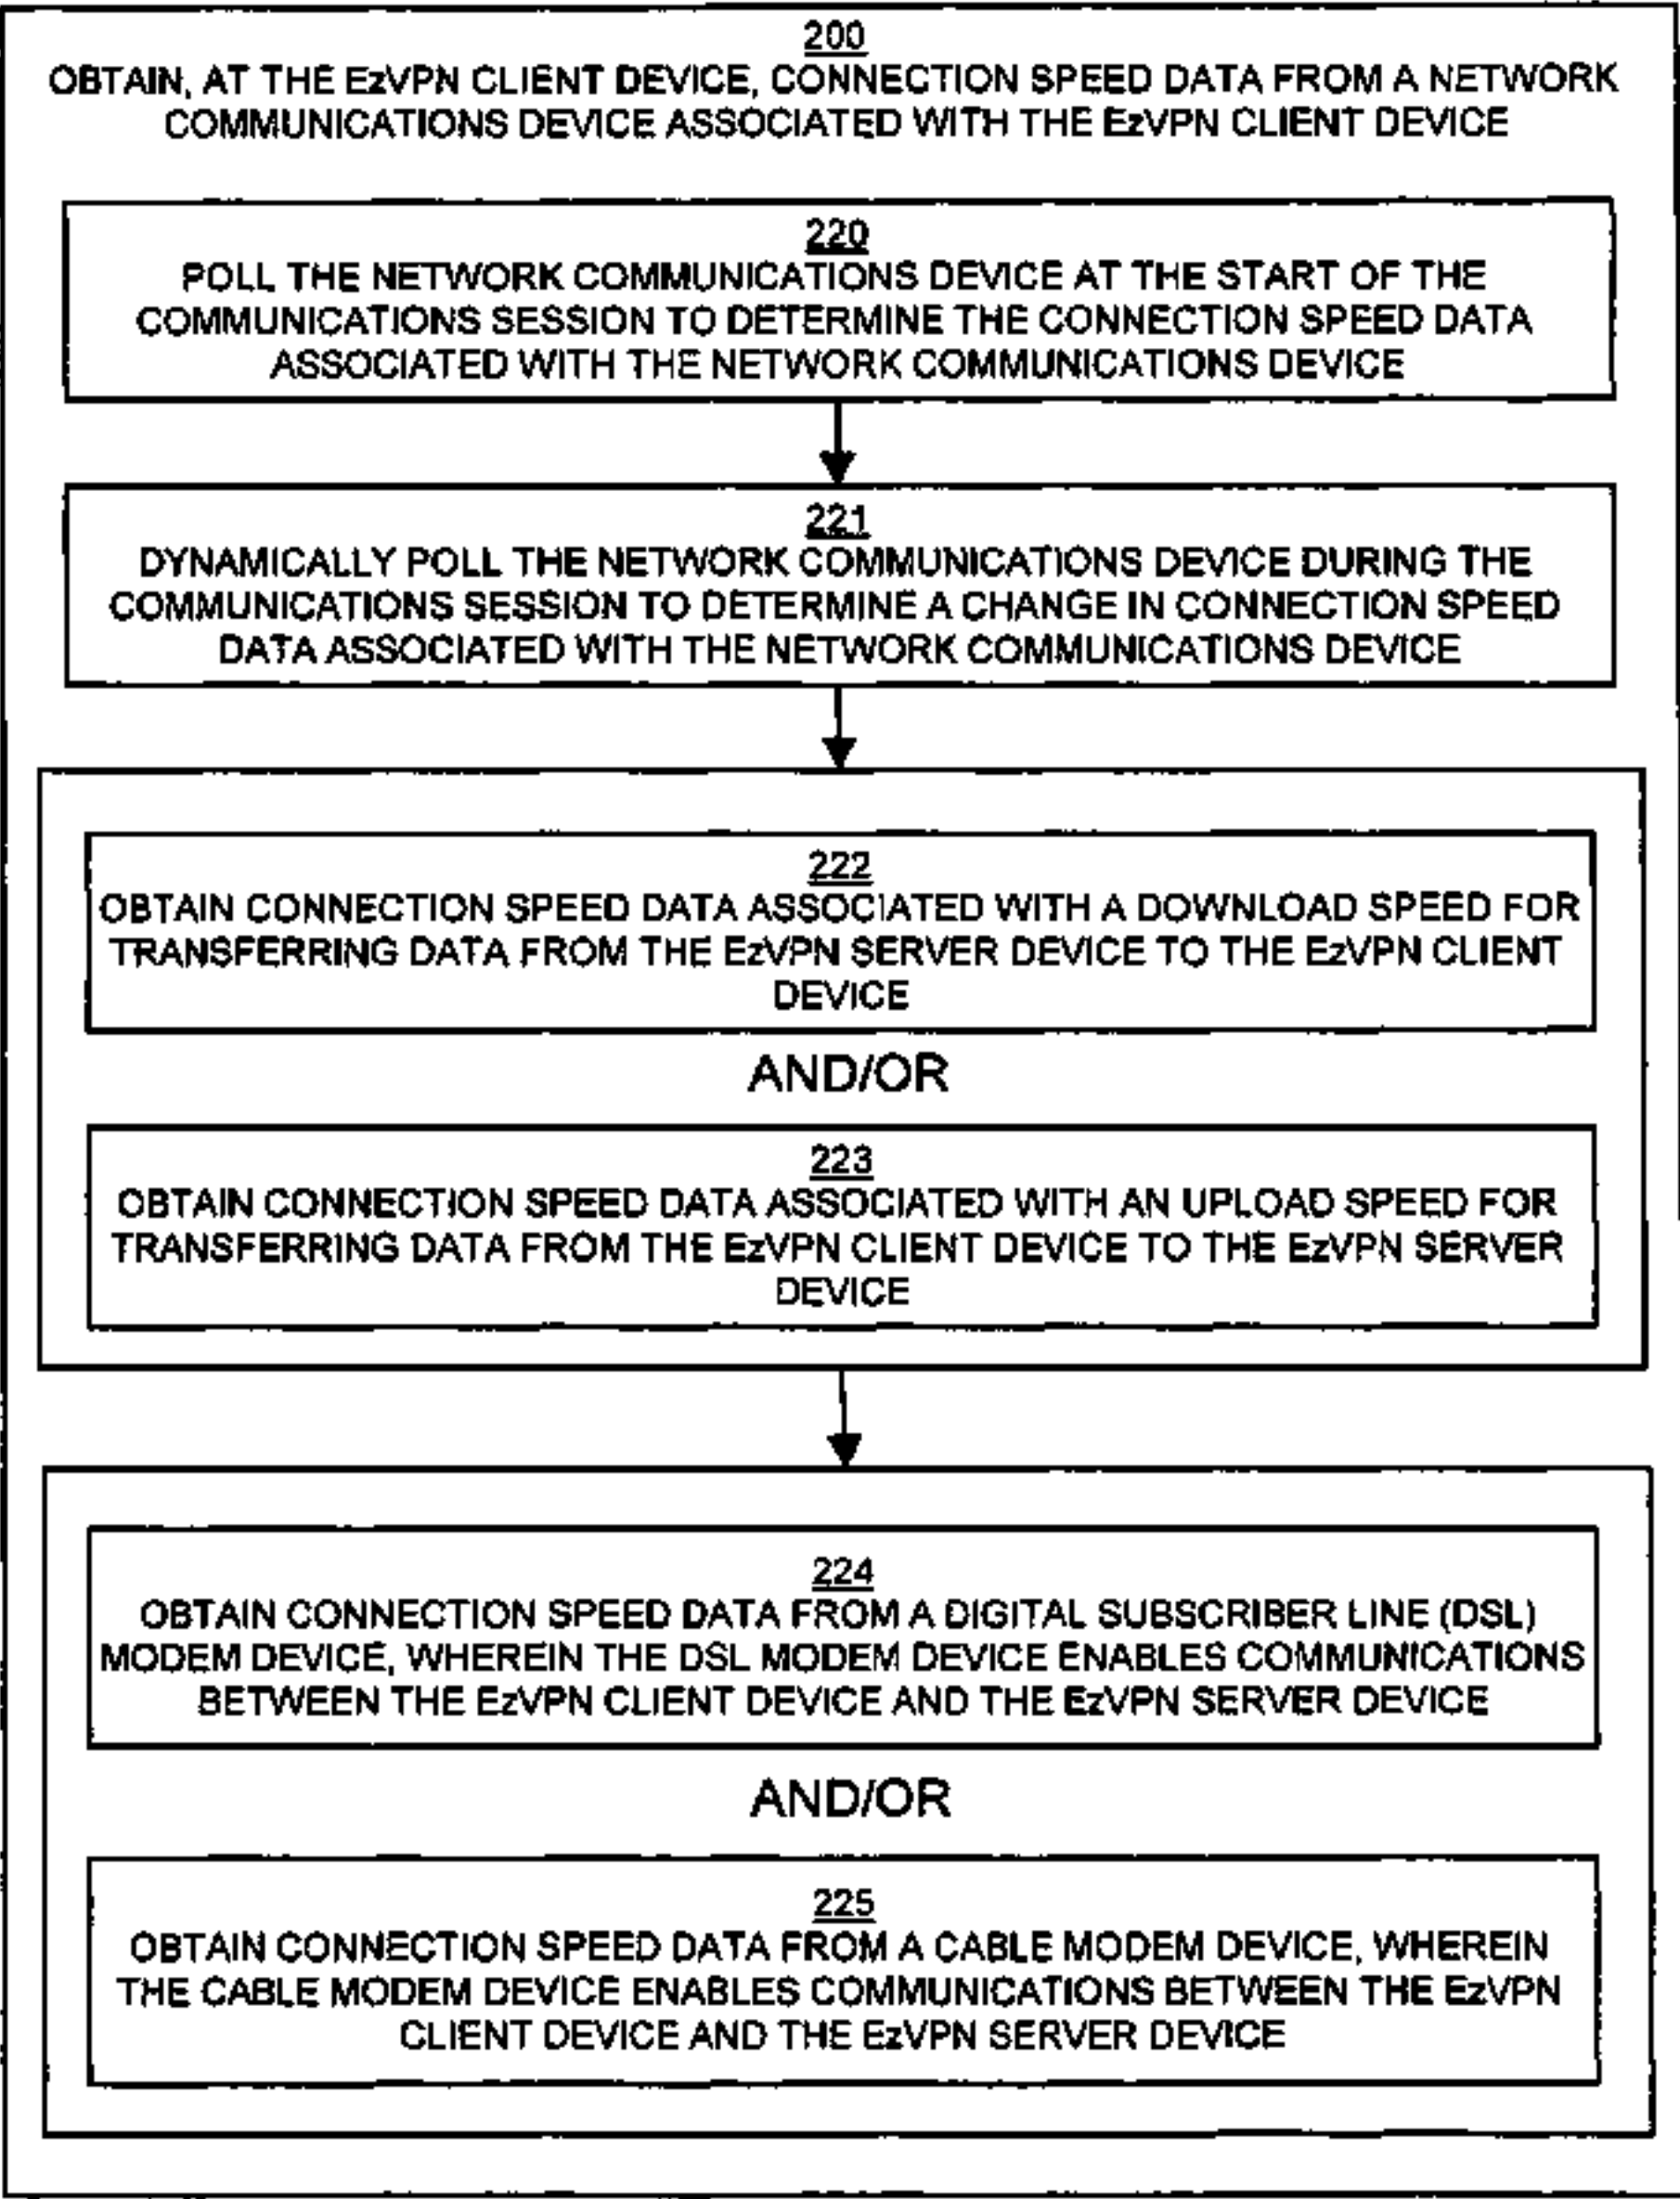 200
OBTAIN, AT THE EzVPN CLIENT DEVICE, CONNECTION SPEED DATA FROM A NETWORK
COMMUNICATIONS DEVICE ASSOCIATED WITH THE EzVPN CLIENT DEVICE
220
POLL THE NETWORK COMMUNICATIONS DEVICE AT THE START OF THE
COMMUNICATIONS SESSION TO DETERMINE THE CONNECTION SPEED DATA
ASSOCIATED WITH THE NETWORK COMMUNICATIONS DEVICE
221
DYNAMICALLY POLL THE NETWORK COMMUNICATIONS DEVICE DURING THE
COMMUNICATIONS SESSION TO DETERMINE A CHANGE IN CONNECTION SPEED
DATA ASSOCIATED WITH THE NETWORK COMMUNICATIONS DEVICE
222
OBTAIN CONNECTION SPEED DATA ASSOCIATED WITH A DOWNLOAD SPEED FOR
TRANSFERRING DATA FROM THE EzVPN SERVER DEVICE TO THE EzVPN CLIENT
DEVICE
AND/OR
223
OBTAIN CONNECTION SPEED DATA ASSOCIATED WITH AN UPLOAD SPEED FOR
TRANSFERRING DATA FROM THE EzVPN CLIENT DEVICE TO THE EzVPN SERVER
DEVICE
224
OBTAIN CONNECTION SPEED DATA FROM A DIGITAL SUBSCRIBER LINE (DSL)
MODEM DEVICE, WHEREIN THE DSL MODEM DEVICE ENABLES COMMUNICATIONS
BETWEEN THE EzVPN CLIENT DEVICE AND THE EzVPN SERVER DEVICE
AND/OR
225
OBTAIN CONNECTION SPEED DATA FROM A CABLE MODEM DEVICE, WHEREIN
THE CABLE MODEM DEVICE ENABLES COMMUNICATIONS BETWEEN THE EzVPN
CLIENT DEVICE AND THE EzVPN SERVER DEVICE